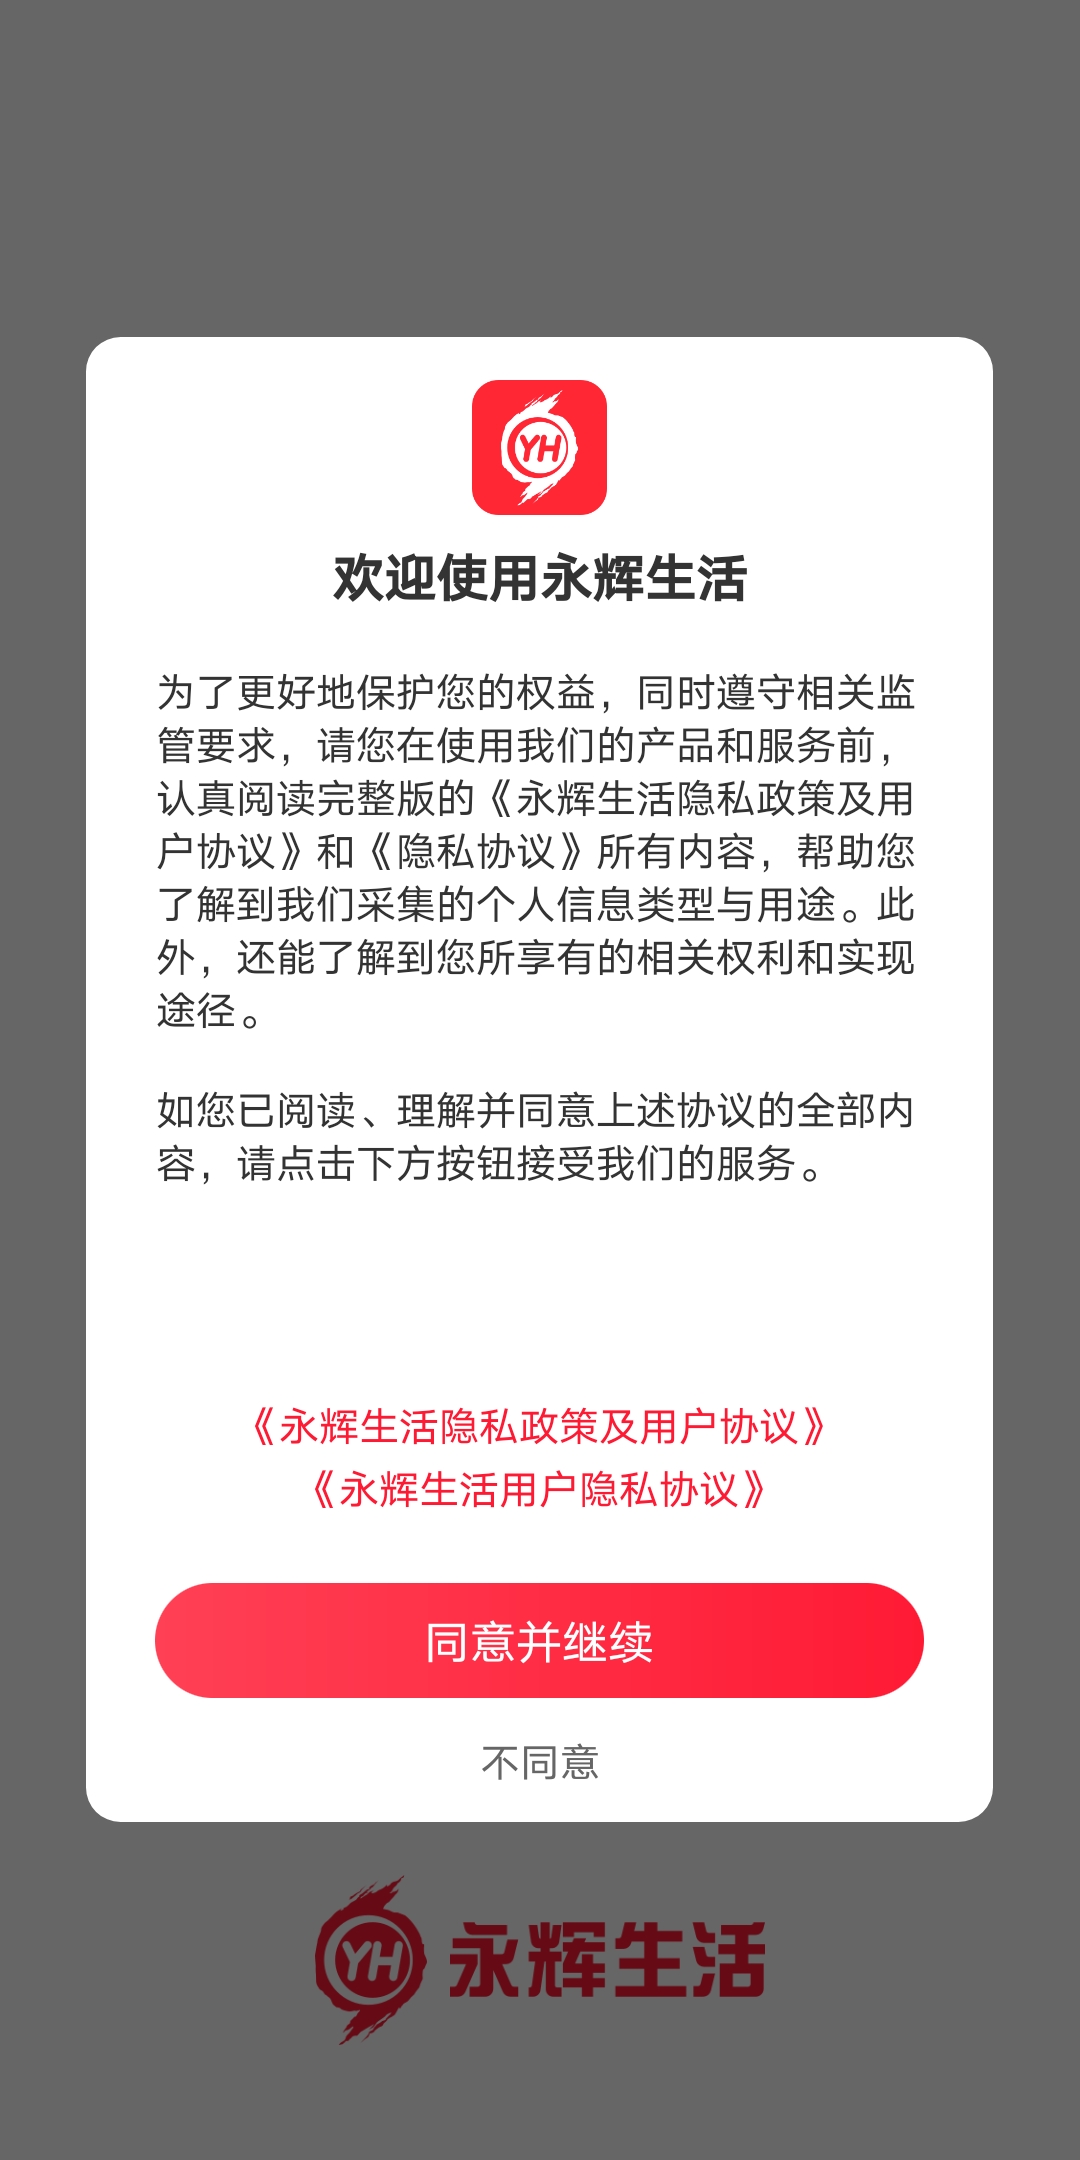 YH
欢迎使用永辉生活
为了更好地保护您的权益，同时遵守相关监
管要求，请您在使用我们的产品和服务前，
认真阅读完整版的《永辉生活隐私政策及用
户协议》和《隐私协议》所有内容，帮助您
了解到我们采集的个人信息类型与用途。此
外，还能了解到您所享有的相关权利和实现
途径。
如您已阅读、理解并同意上述协议的全部内
容，请点击下方按钮接受我们的服务。
《永辉生活隐私政策及用户协议》
《永辉生活用户隐私协议》
同意并继续
不同意
YH 永辉生活